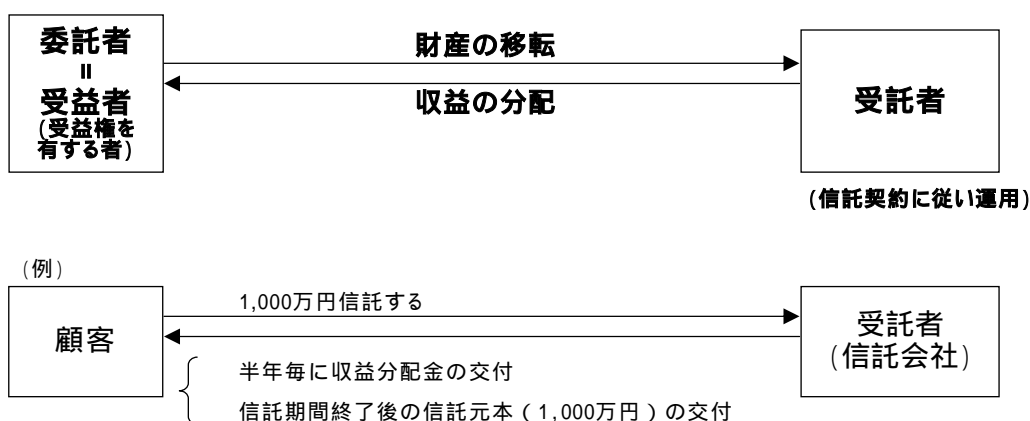 委託者
=
受益者
(受益権を
有する者)
財産の移転
収益の分配
受託者
(信託契約に従い運用)
(例)
顧客
1,000万円信託する
受託者
(信託会社)
半年毎に収益分配金の交付
信託期間終了後の信託元本(1,000万円)の交付